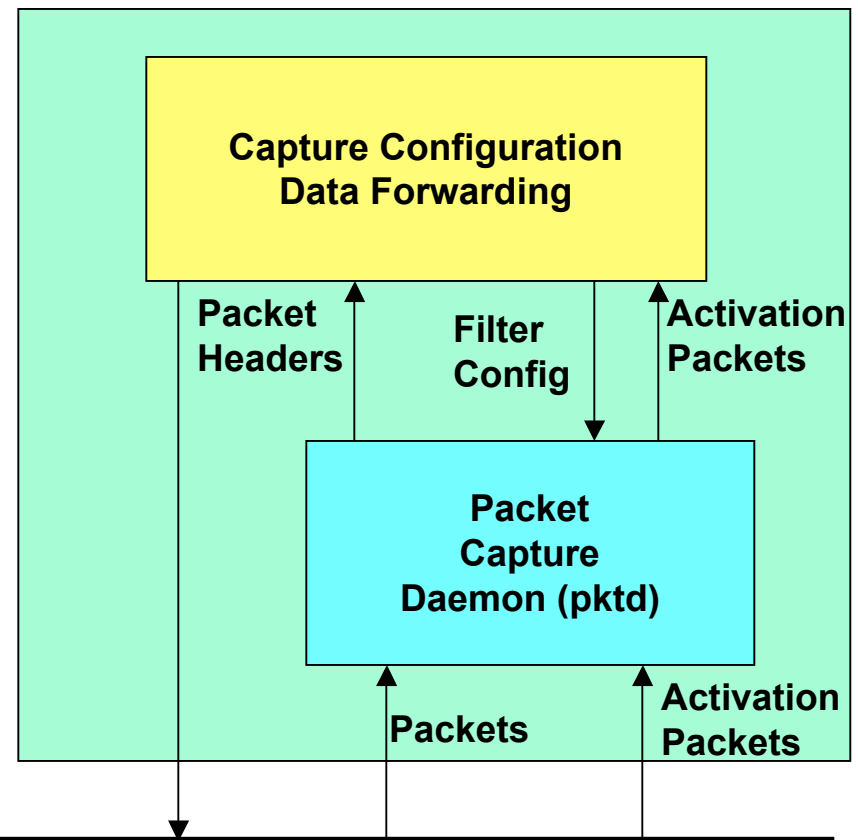 Capture Configuration
Data Forwarding
Packet
Headers
Filter
Config
Activation
Packets
Packet
Capture
Daemon (pktd)
Packets
Activation
Packets